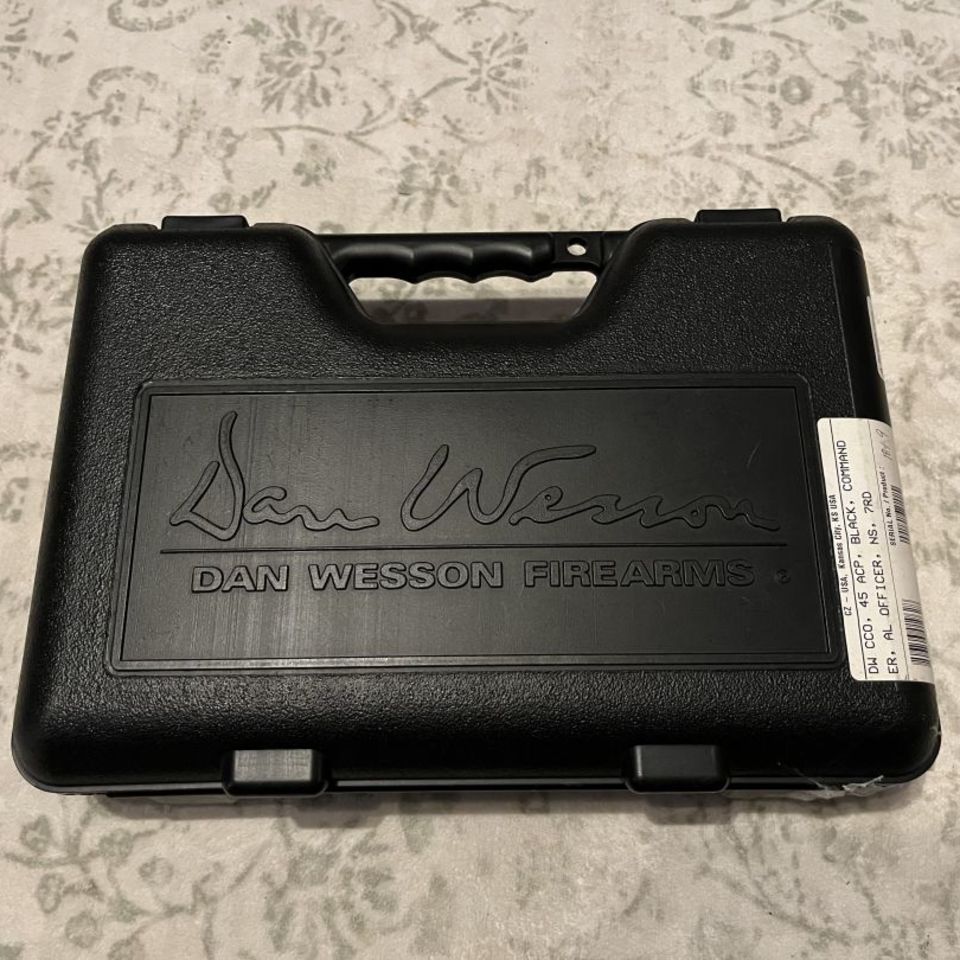 Dan Wesson
DAN WESSON FIREARMS ®
CZ - USA, Kansas City, KS USA
DW CCO, 45 ACP, BLACK, COMMAND
ER, AL OFFICER, NS, 7RD
SERIAL No. / Product: